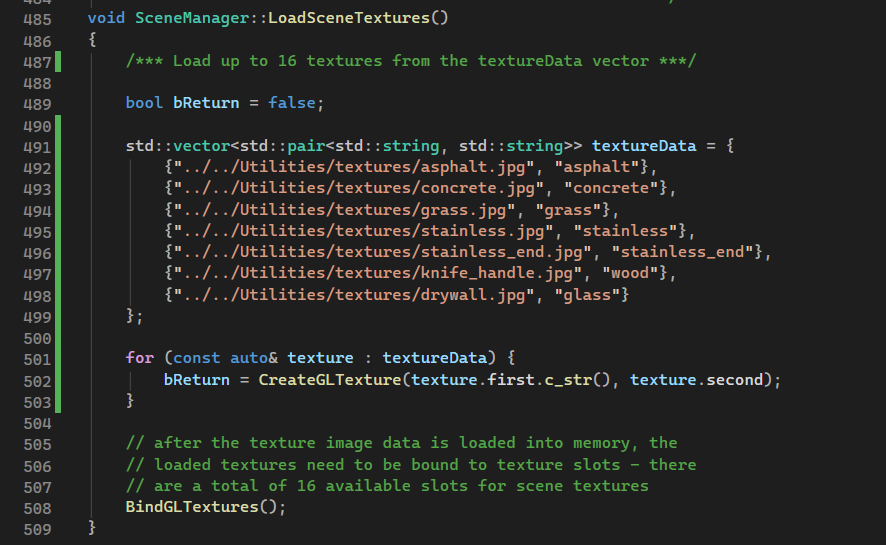 485 void SceneManager::LoadSceneTextures()
486 {
487 /*** Load up to 16 textures from the textureData vector ***/
488
489 bool bReturn = false;
490
491 std::vector<std::pair<std::string, std::string>> textureData = {
492 {"../../Utilities/textures/asphalt.jpg", "asphalt"},
493 {"../../Utilities/textures/concrete.jpg", "concrete"},
494 {"../../Utilities/textures/grass.jpg", "grass"},
495 {"../../Utilities/textures/stainless.jpg", "stainless"},
496 {"../../Utilities/textures/stainless_end.jpg", "stainless_end"},
497 {"../../Utilities/textures/knife_handle.jpg", "wood"},
498 {"../../Utilities/textures/drywall.jpg", "glass"}
499 };
500
501 for (const auto& texture : textureData) {
502 bReturn = CreateGLTexture(texture.first.c_str(), texture.second);
503 }
504
505 // after the texture image data is loaded into memory, the
506 // loaded textures need to be bound to texture slots - there
507 // are a total of 16 available slots for scene textures
508 BindGLTextures();
509 }